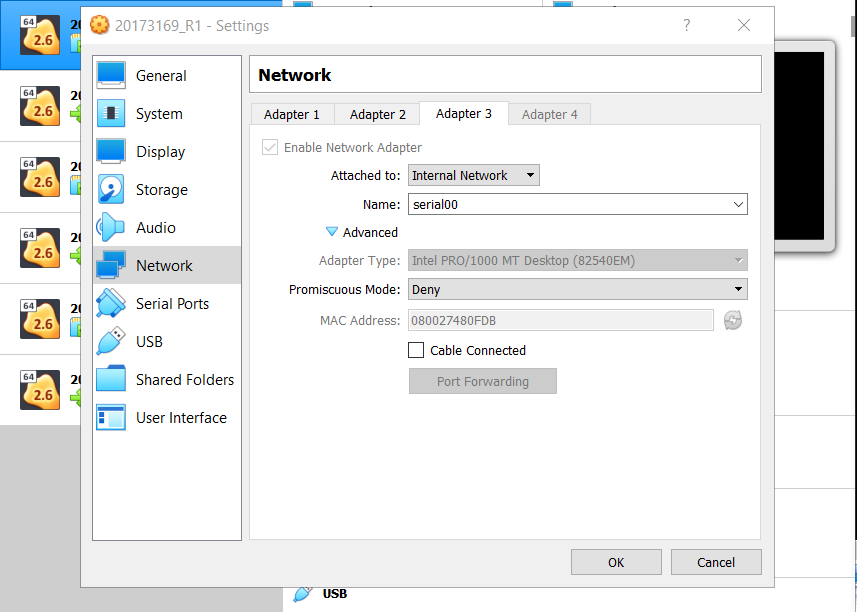 20173169_R1 - Settings
?
General
System
Display
Storage
Audio
Network
Serial Ports
USB
Shared Folders
User Interface
Network
Adapter 1
Adapter 2
Adapter 3
Adapter 4
Enable Network Adapter
Attached to: Internal Network
Name: serial00
Advanced
Adapter Type: Intel PRO/1000 MT Desktop (82540EM)
Promiscuous Mode: Deny
MAC Address: 080027480FDB
Cable Connected
Port Forwarding
OK
Cancel
64
2.6
20
64
2.6
20
64
2.6
20
64
2.6
20
64
2.6
20
64
2.6
20
USB